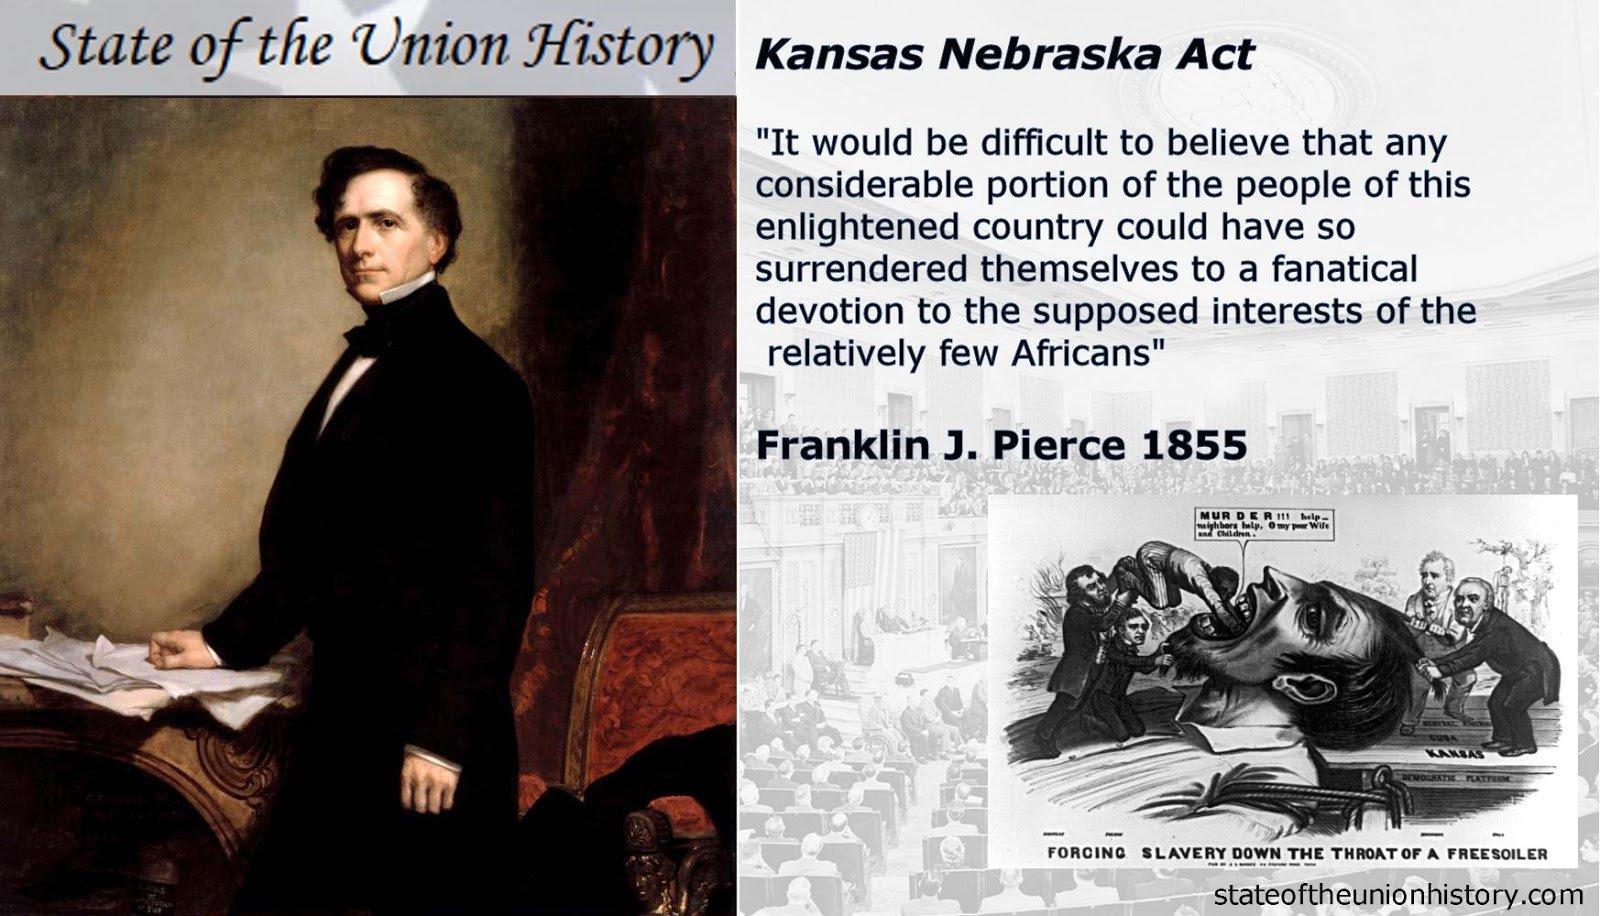 State of the Union History
Kansas Nebraska Act
"It would be difficult to believe that any
considerable portion of the people of this
enlightened country could have so
surrendered themselves to a fanatical
devotion to the supposed interests of the
relatively few Africans"
Franklin J. Pierce 1855
MURDER!!! help—
neighbors help, O my poor Wife
and Children.
CUBA
KANSAS
DEMOCRATIC PLATFORM
FORCING SLAVERY DOWN THE THROAT OF A FREESOILER
stateoftheunionhistory.com